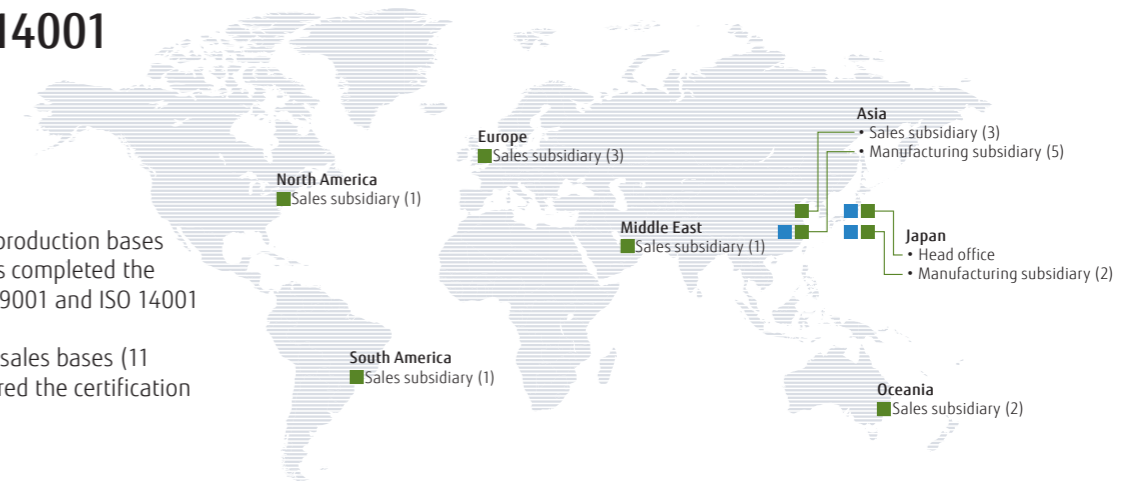 14001
production bases
s completed the
9001 and ISO 14001
sales bases (11
red the certification
North America
Sales subsidiary (1)
Europe
Sales subsidiary (3)
Asia
• Sales subsidiary (3)
• Manufacturing subsidiary (5)
Middle East
Sales subsidiary (1)
Japan
• Head office
• Manufacturing subsidiary (2)
South America
Sales subsidiary (1)
Oceania
Sales subsidiary (2)